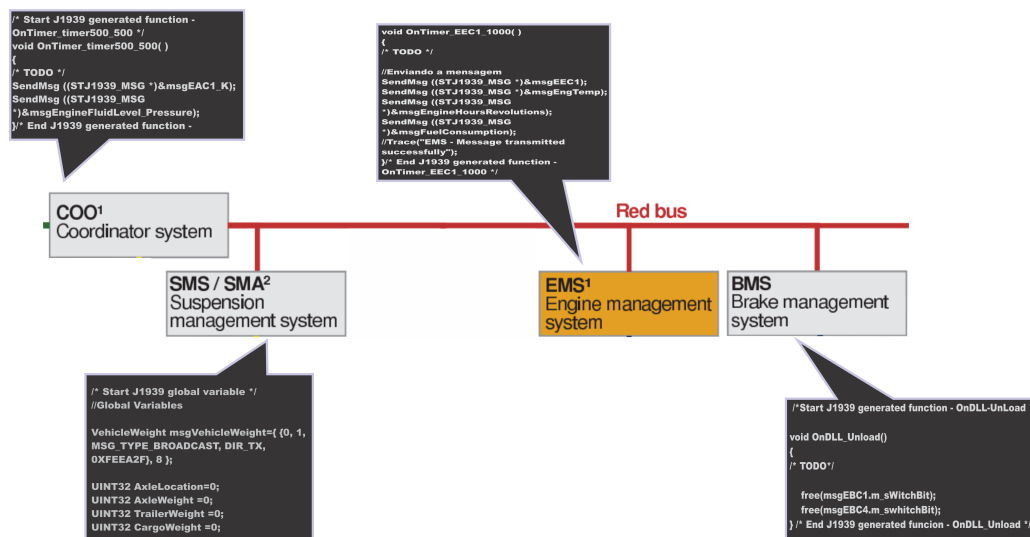 /* Start J1939 generated function -
OnTimer_timer500_500 */
void OnTimer_timer500_500( )
{
/* TODO */
SendMsg ((STJ1939_MSG *)&msgEAC1_K);
SendMsg ((STJ1939_MSG
*)&msgEngineFluidLevel_Pressure);
}/* End J1939 generated function -
void OnTimer_EEC1_1000( )
{
/* TODO */
//Enviando a mensagem
SendMsg ((STJ1939_MSG *)&msgEEC1);
SendMsg ((STJ1939_MSG *)&msgEngTemp);
SendMsg ((STJ1939_MSG
*)&msgEngineHoursRevolutions);
SendMsg ((STJ1939_MSG
*)&msgFuelConsumption);
//Trace("EMS - Message transmitted
successfully");
}/* End J1939 generated function -
OnTimer_EEC1_1000 */
COO¹
Coordinator system
Red bus
SMS / SMA²
Suspension
management system
EMS¹
Engine management
system
BMS
Brake management
system
/* Start J1939 global variable */
//Global Variables
VehicleWeight msgVehicleWeight={ {0, 1,
MSG_TYPE_BROADCAST, DIR_TX,
0XFEEA2F}, 8 };
UINT32 AxleLocation=0;
UINT32 AxleWeight =0;
UINT32 TrailerWeight =0;
UINT32 CargoWeight =0;
/*Start J1939 generated function - OnDLL-UnLoad
void OnDLL_Unload()
{
/* TODO*/
free(msgEBC1.m_sWitchBit);
free(msgEBC4.m_swhitchBit);
} /* End J1939 generated funcion - OnDLL_Unload */